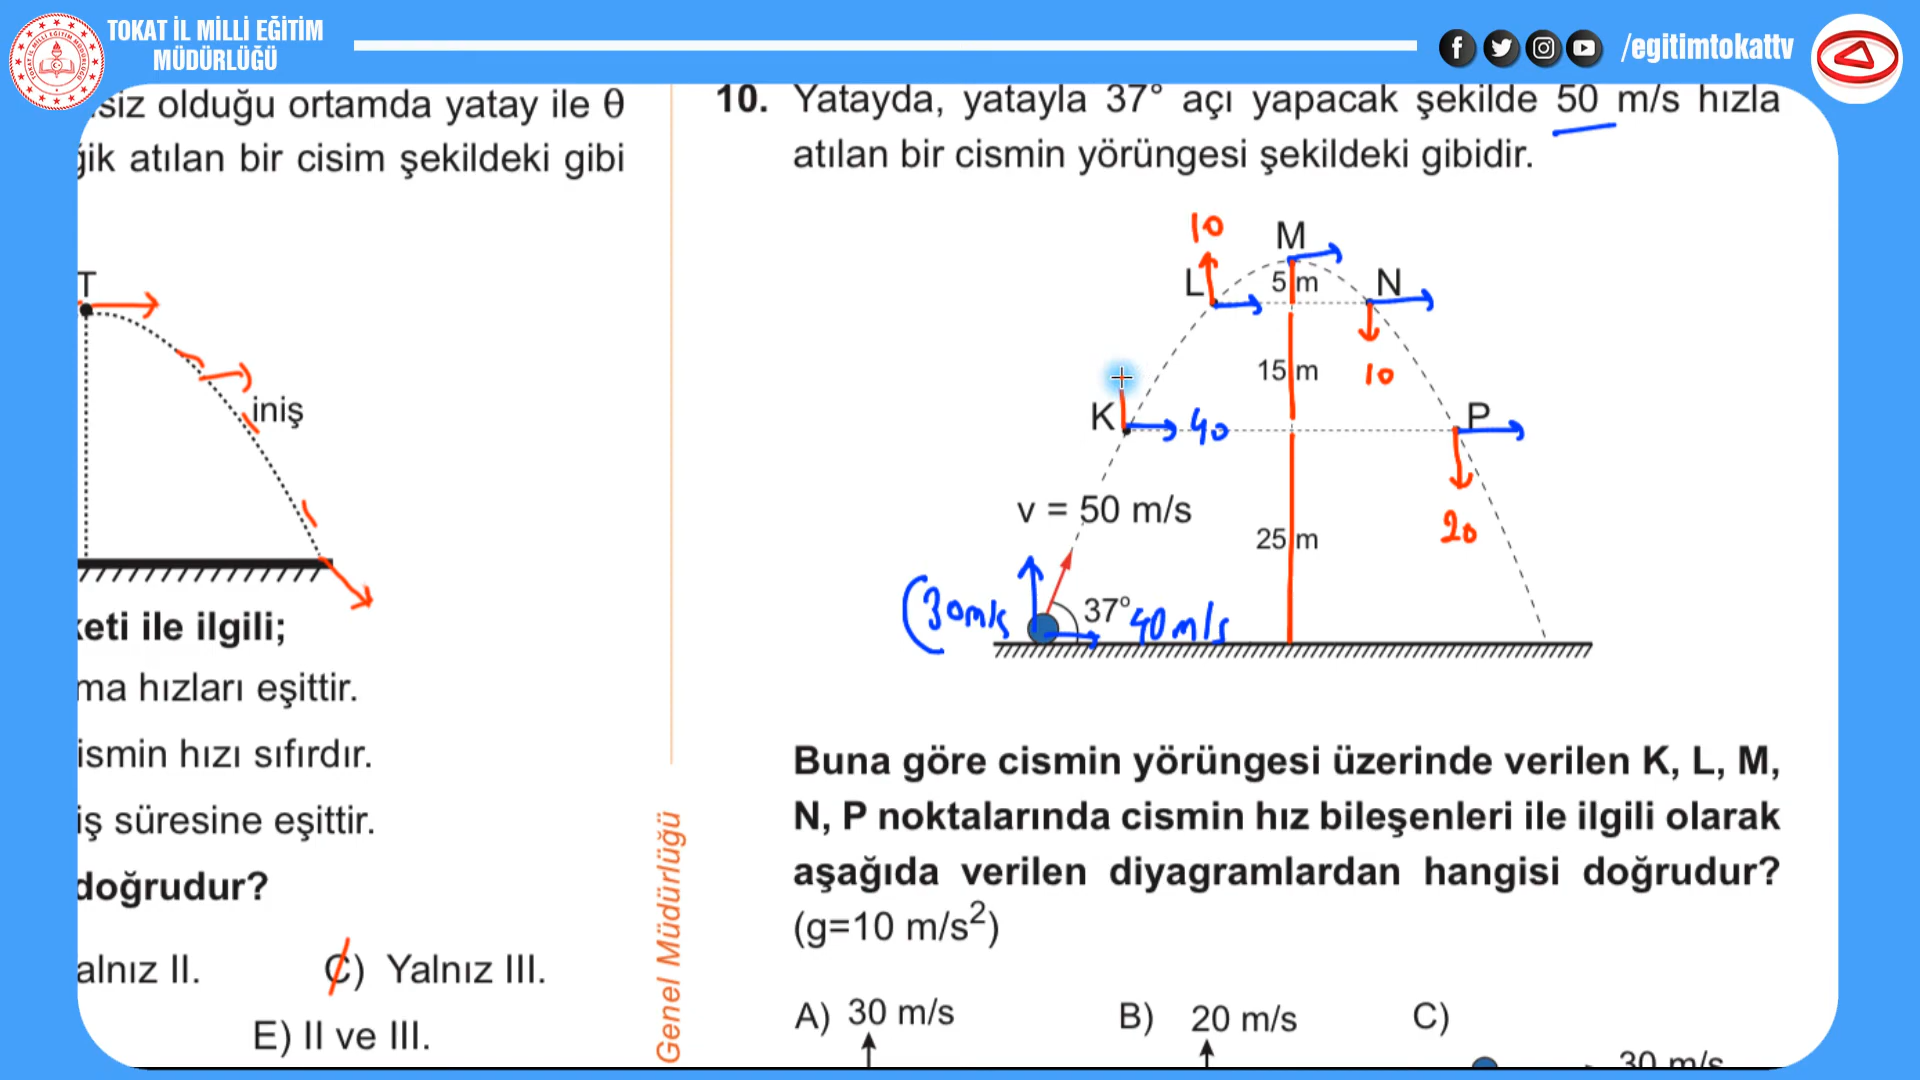 TOKAT İL MİLLİ EĞİTİM
MÜDÜRLÜĞÜ
/egitimtokattv
siz olduğu ortamda yatay ile θ
ğik atılan bir cisim şekildeki gibi
T
iniş
keti ile ilgili;
ma hızları eşittir.
ismin hızı sıfırdır.
iş süresine eşittir.
doğrudur?
alnız II.
C) Yalnız III.
E) II ve III.
Genel Müdürlüğü
10. Yatayda, yatayla 37° açı yapacak şekilde 50 m/s hızla
atılan bir cismin yörüngesi şekildeki gibidir.
10
M
L
5 m
N
15 m
10
K
40
P
v = 50 m/s
25 m
20
30m/s
37°
40m/s
Buna göre cismin yörüngesi üzerinde verilen K, L, M,
N, P noktalarında cismin hız bileşenleri ile ilgili olarak
aşağıda verilen diyagramlardan hangisi doğrudur?
(g=10 m/s²)
A) 30 m/s
B) 20 m/s
C)
30 m/s